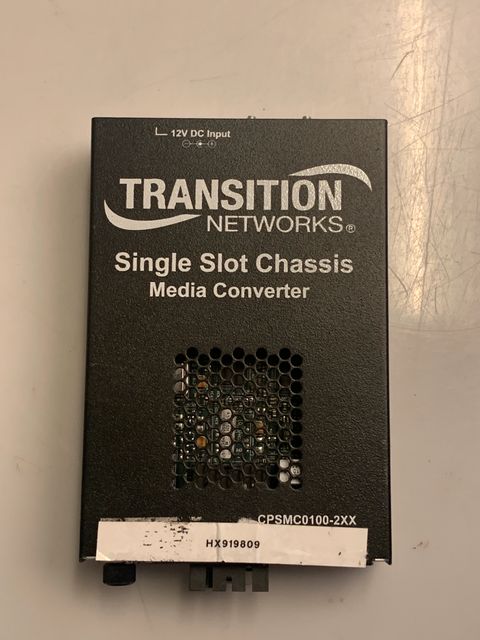 12V DC Input
TRANSITION
NETWORKS®
Single Slot Chassis
Media Converter
CPSMC0100-2XX
HX919809